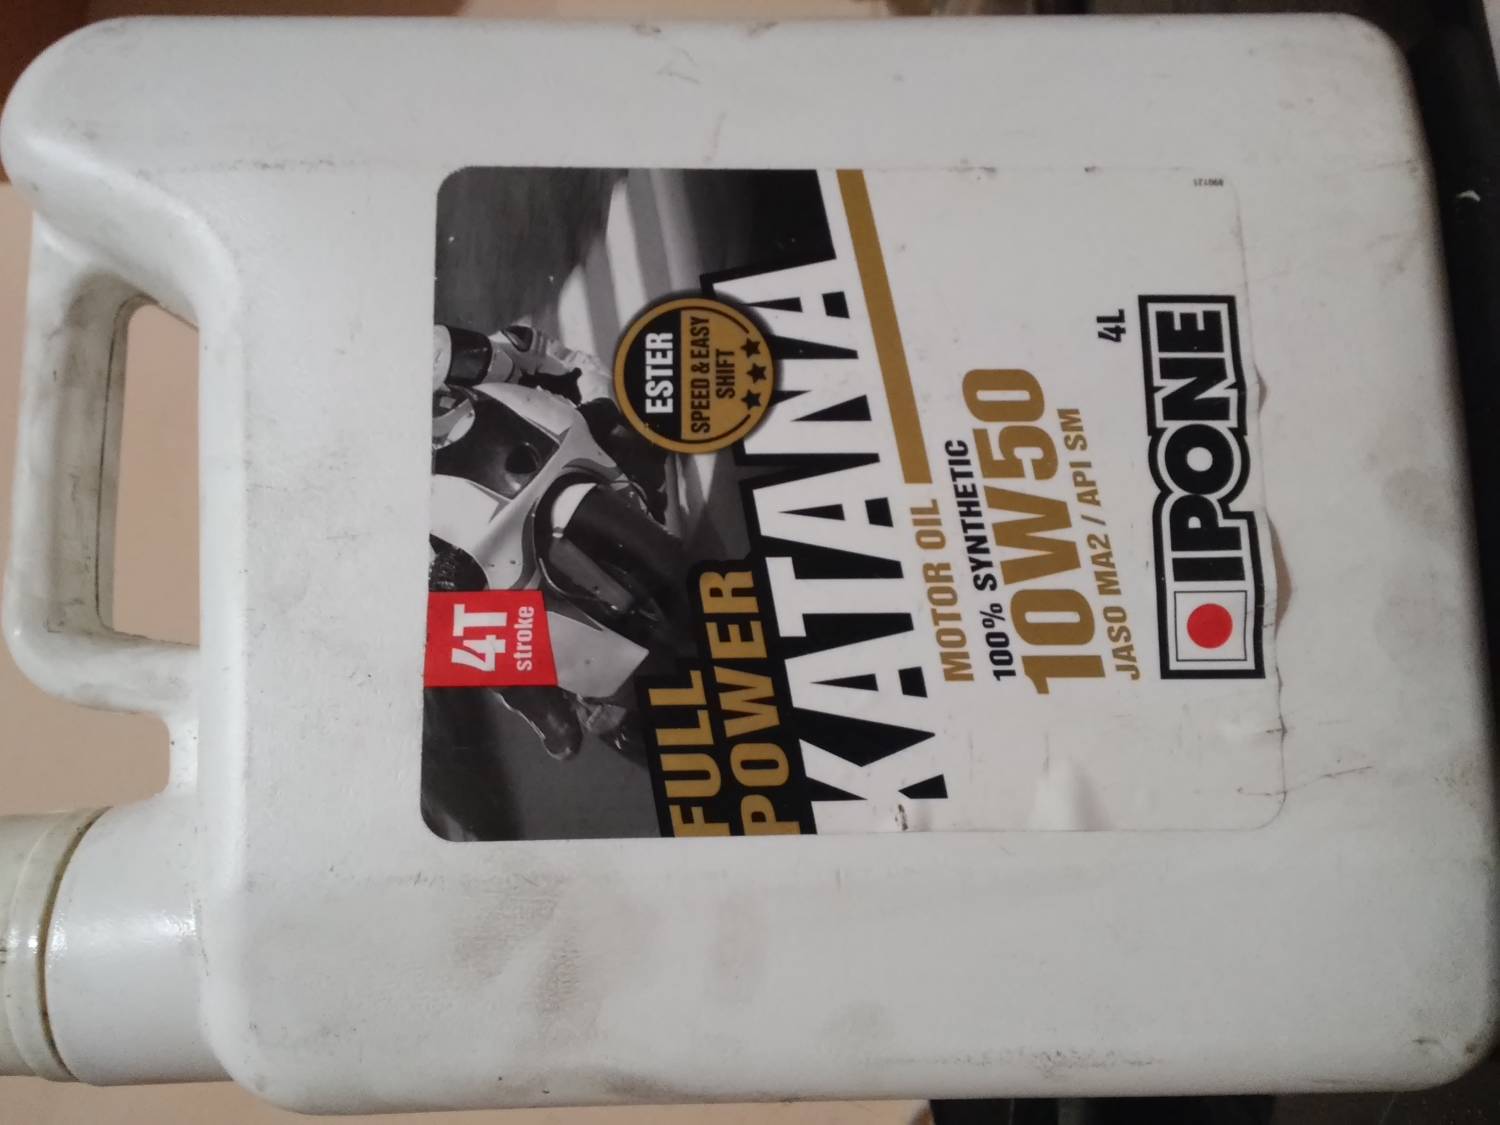 4T
stroke
ESTER
SPEED & EASY
SHIFT
FULL
POWER
KATANA
MOTOR OIL
100% SYNTHETIC
10W50
JASO MA2 / API SM
4L
IPONE